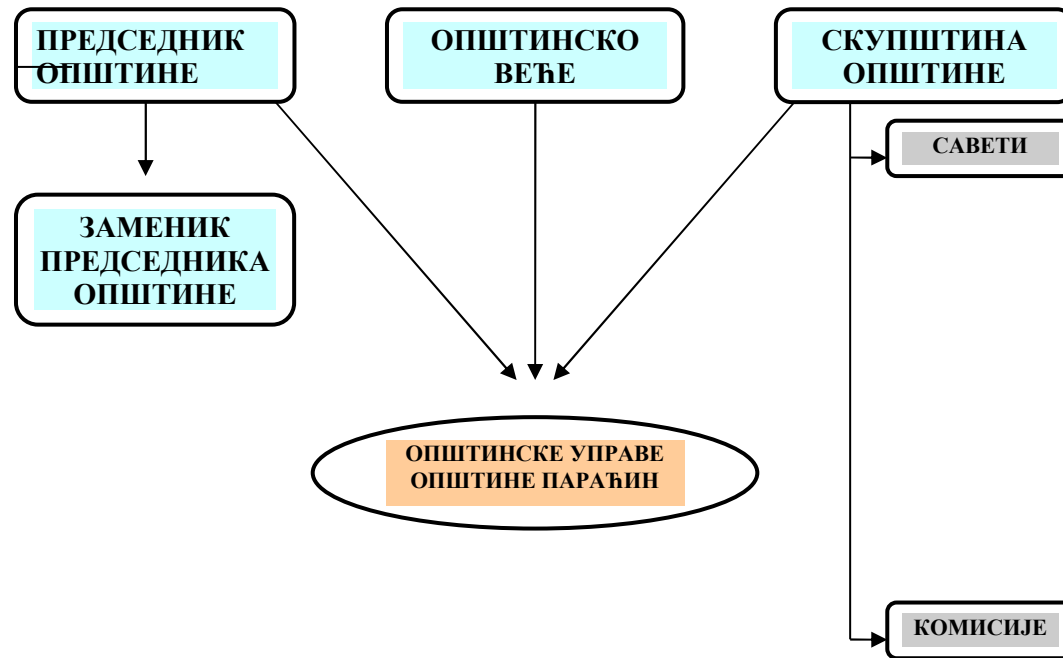 ПРЕДСЕДНИК
ОПШТИНЕ
ОПШТИНСКО
ВЕЋЕ
СКУПШТИНА
ОПШТИНЕ
САВЕТИ
ЗАМЕНИК
ПРЕДСЕДНИКА
ОПШТИНЕ
ОПШТИНСКЕ УПРАВЕ
ОПШТИНЕ ПАРАЋИН
КОМИСИЈЕ